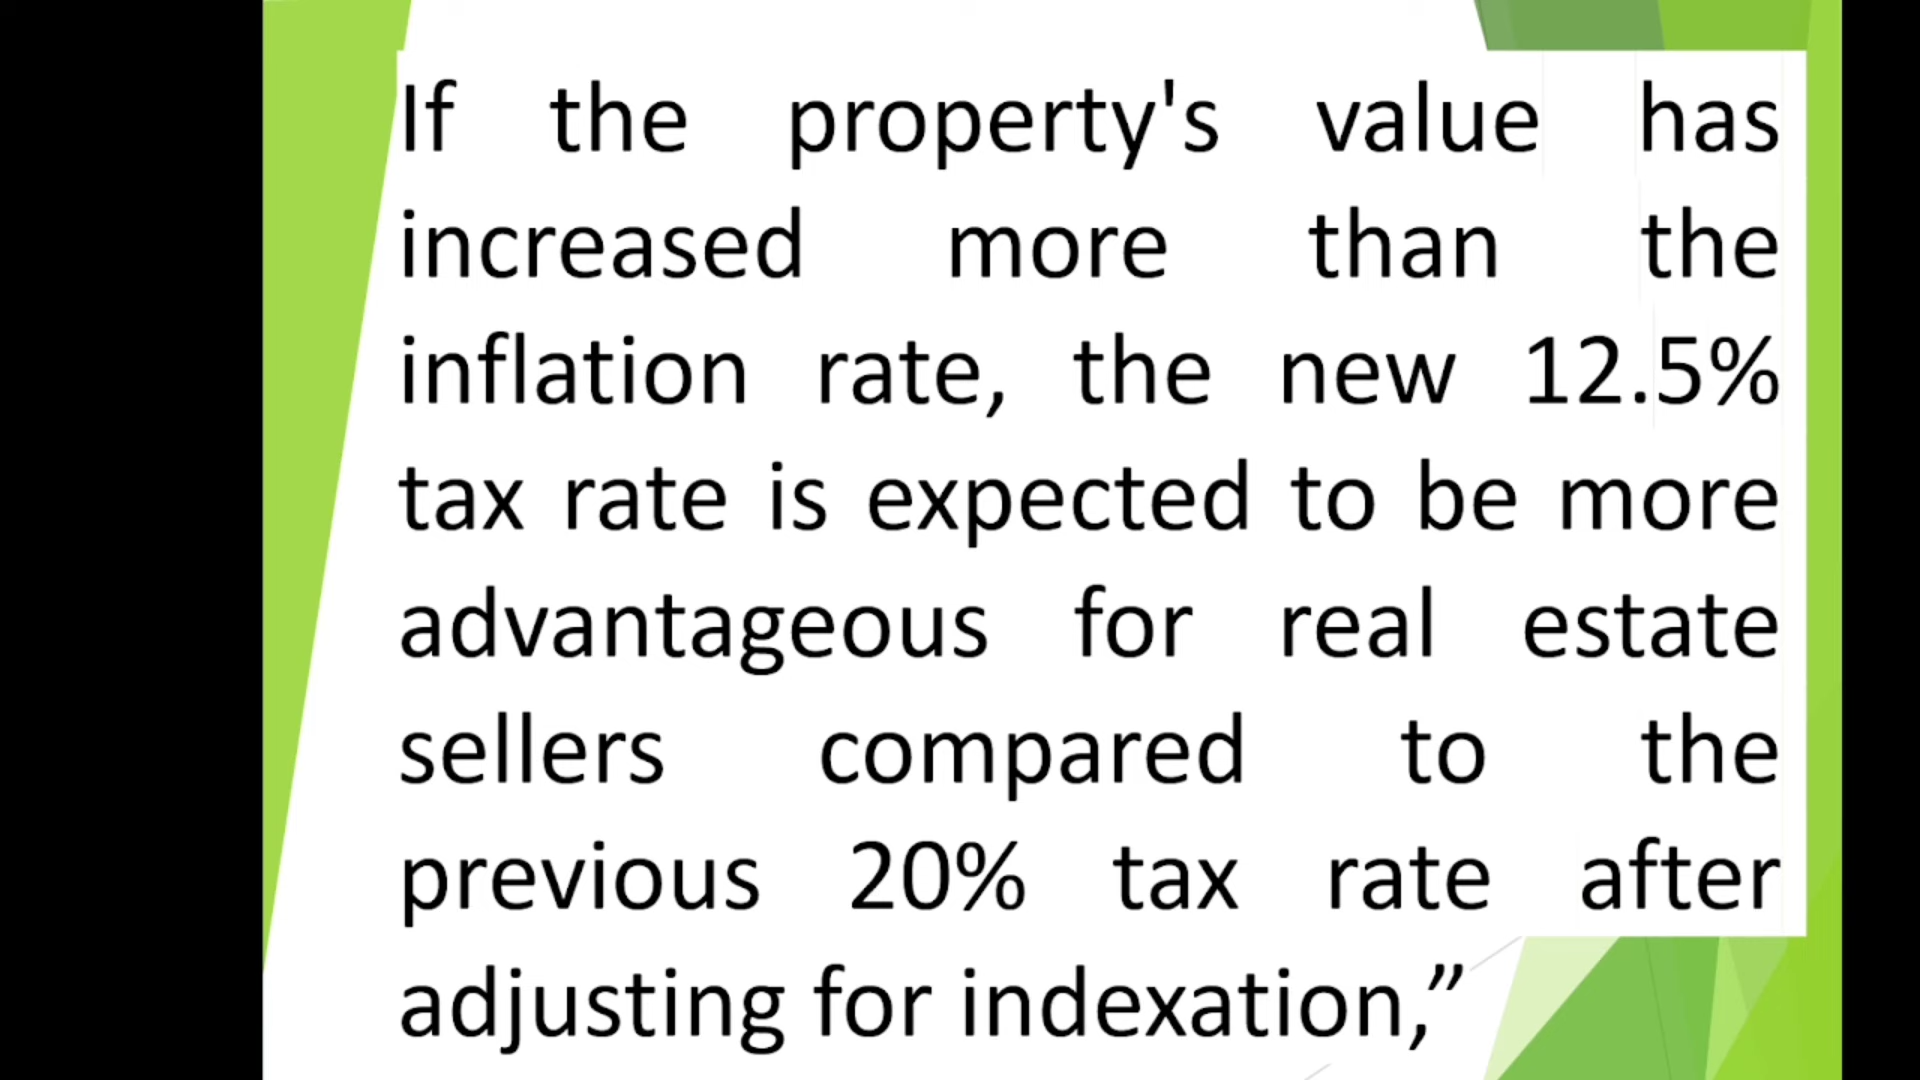 If the property's value has
increased more than the
inflation rate, the new 12.5%
tax rate is expected to be more
advantageous for real estate
sellers compared to the
previous 20% tax rate after
adjusting for indexation,”